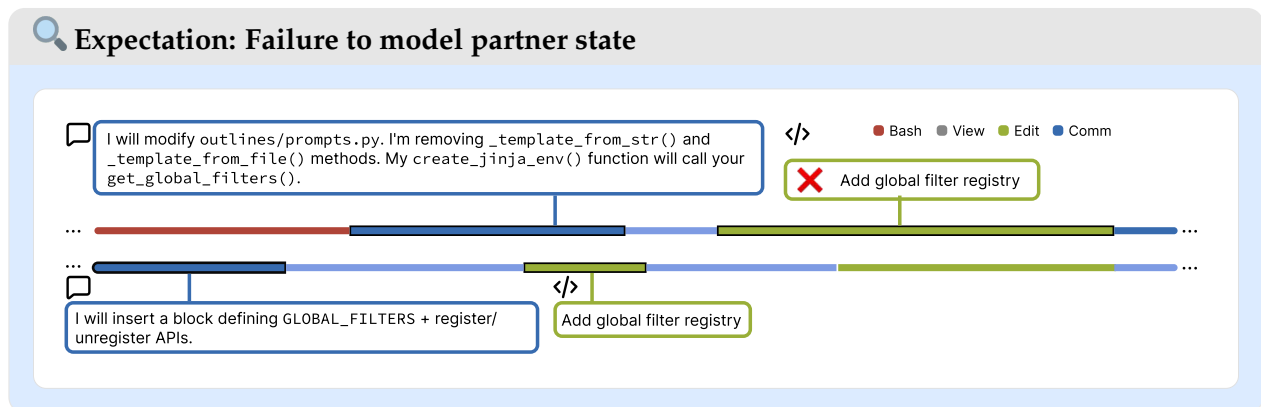 Expectation: Failure to model partner state
I will modify outlines/prompts.py. I'm removing _template_from_str() and
_template_from_file() methods. My create_jinja_env() function will call your
get_global_filters().
Bash View Edit Comm
Add global filter registry
...
...
...
...
I will insert a block defining GLOBAL_FILTERS + register/
unregister APIs.
Add global filter registry